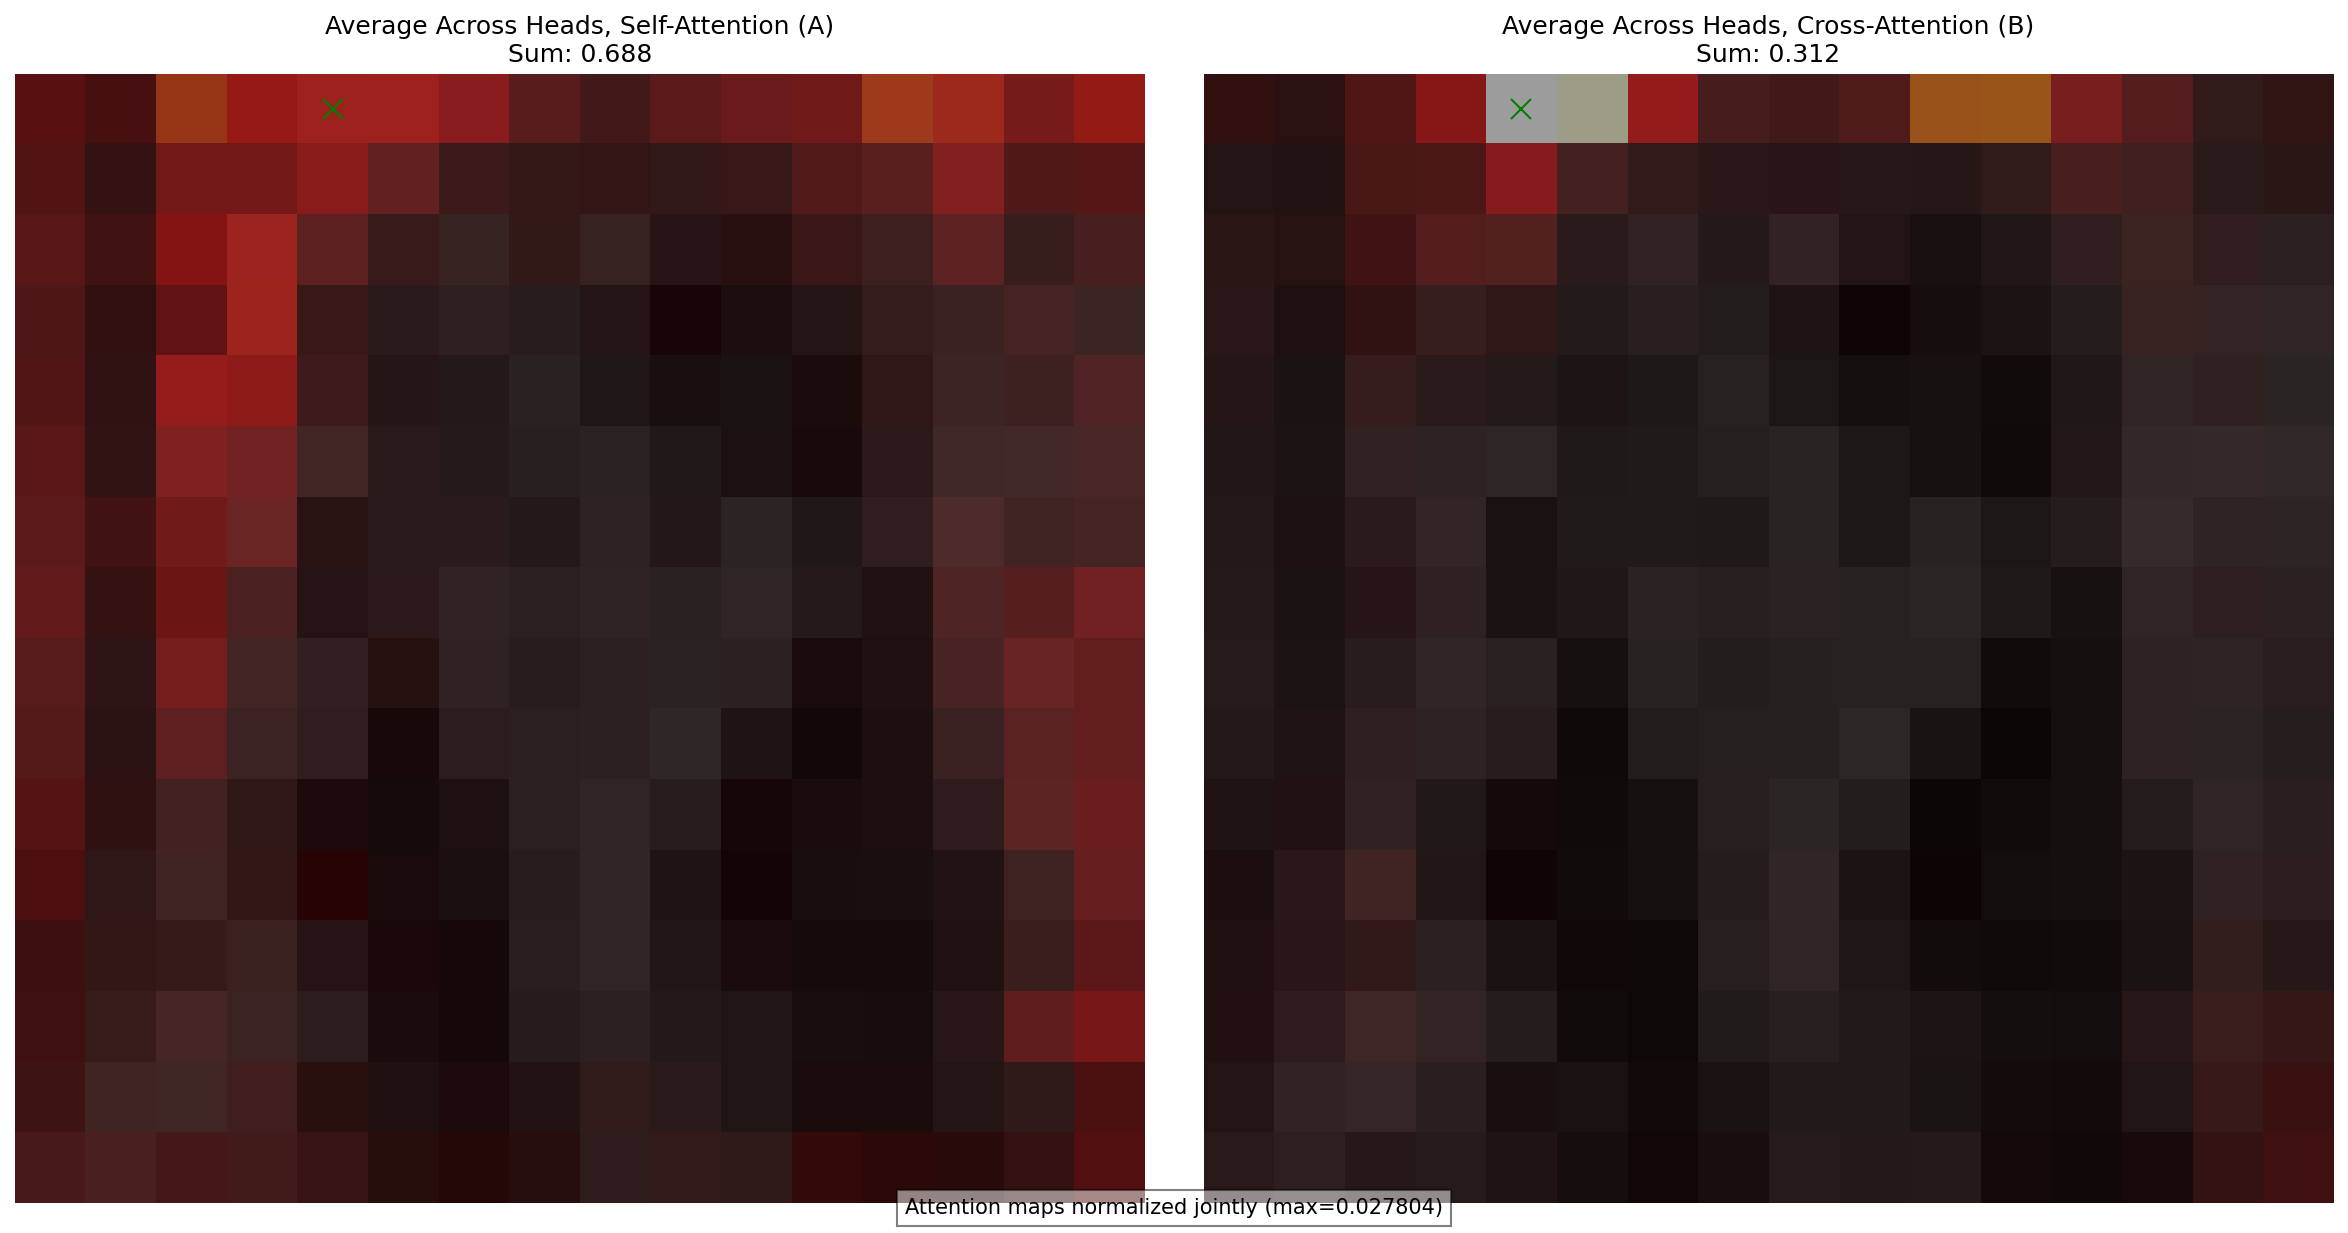 Average Across Heads, Self-Attention (A)
Sum: 0.688
Average Across Heads, Cross-Attention (B)
Sum: 0.312
Attention maps normalized jointly (max=0.027804)